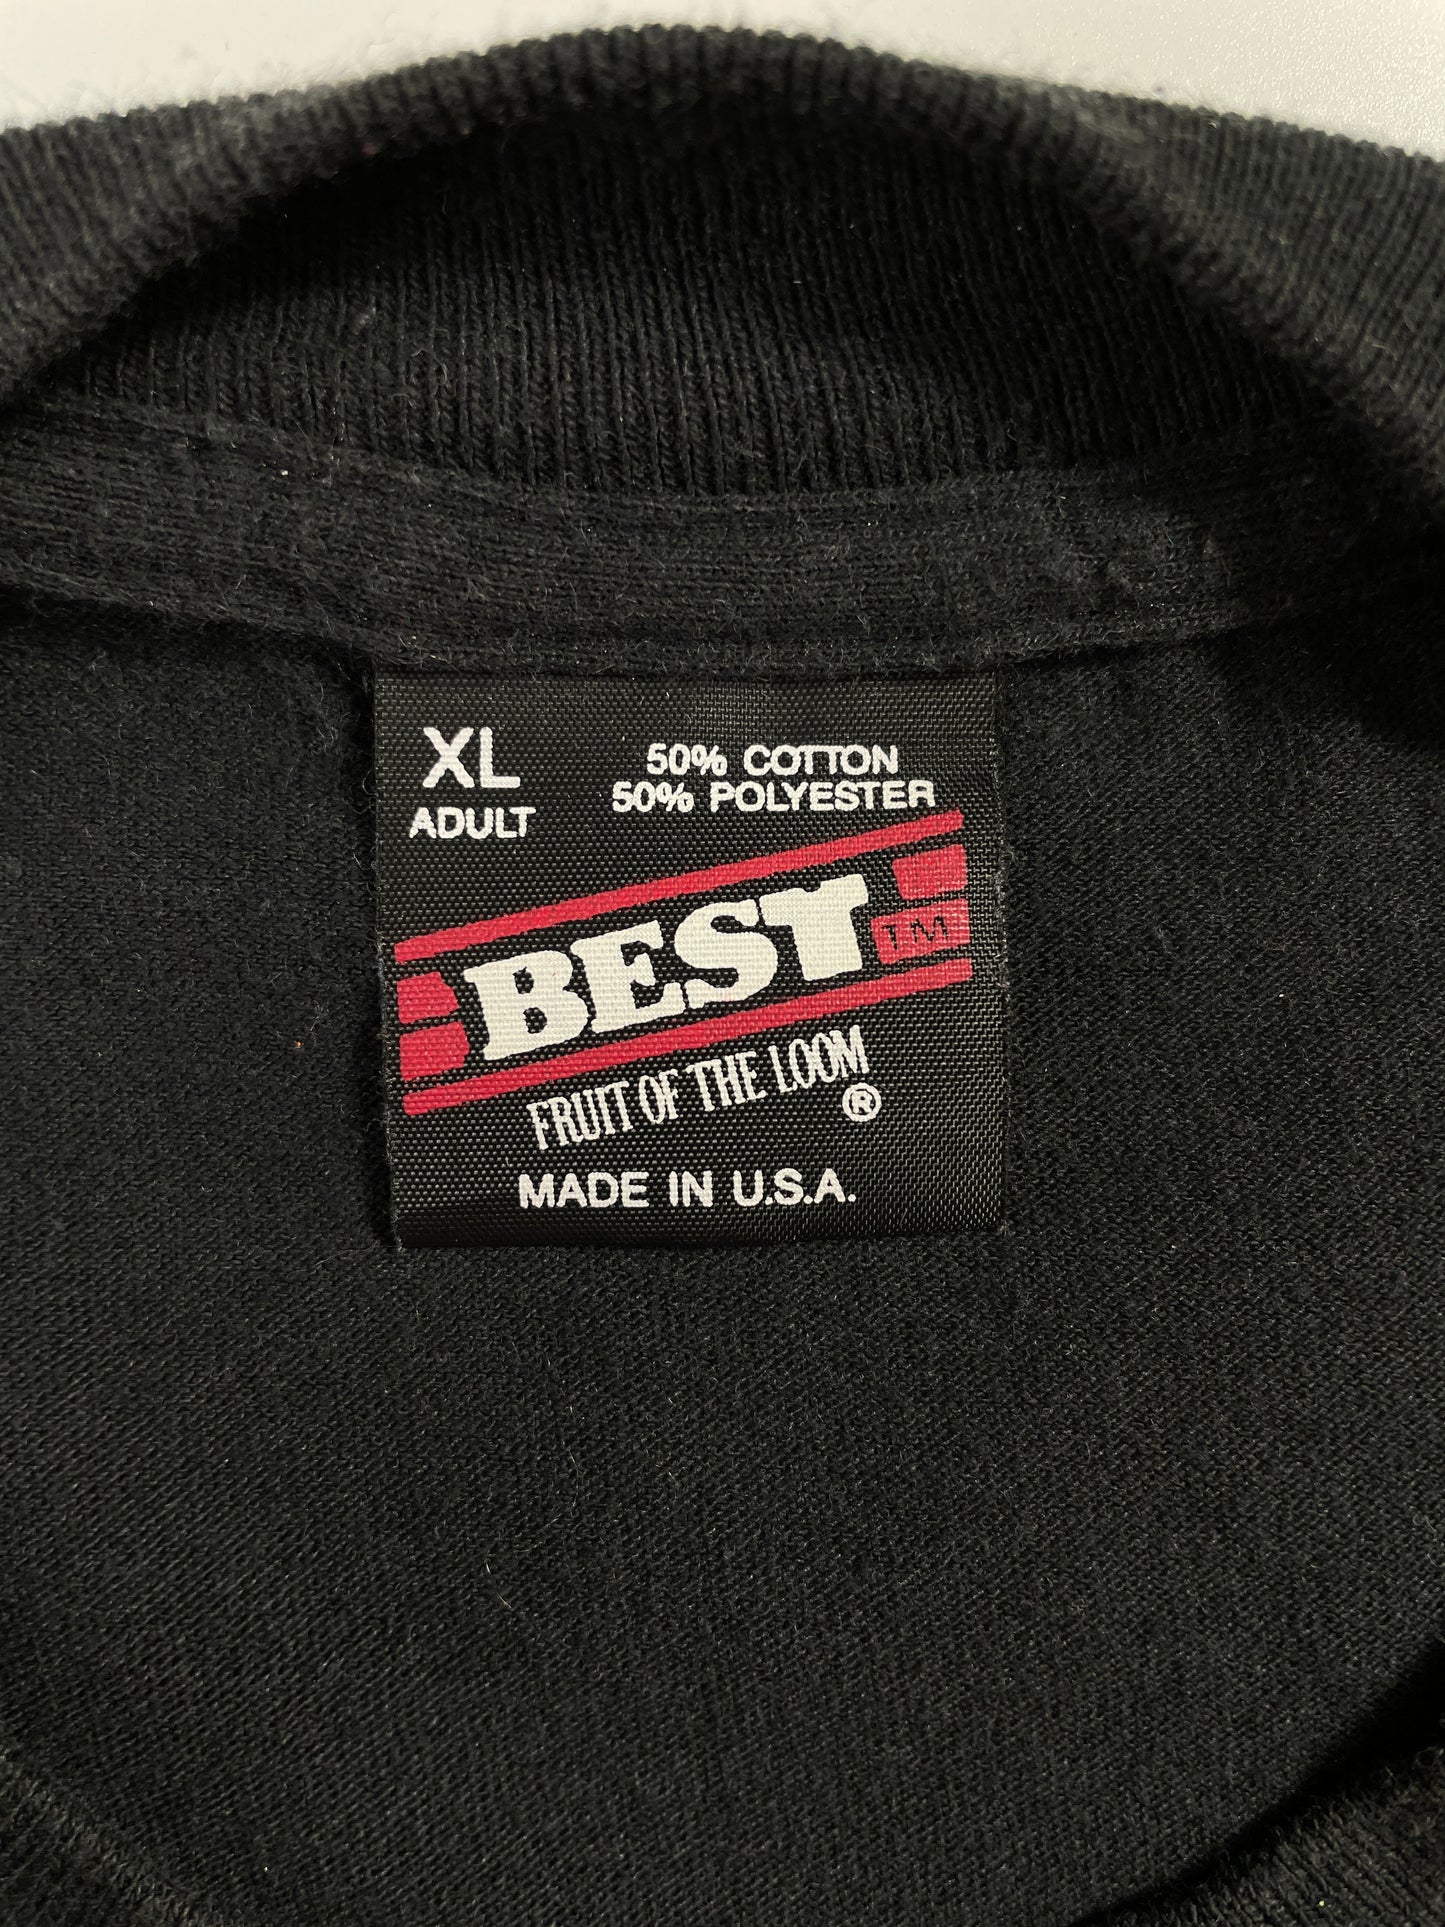 XL
ADULT
50% COTTON
50% POLYESTER
BEST TM
FRUIT OF THE LOOM
®
MADE IN U.S.A.